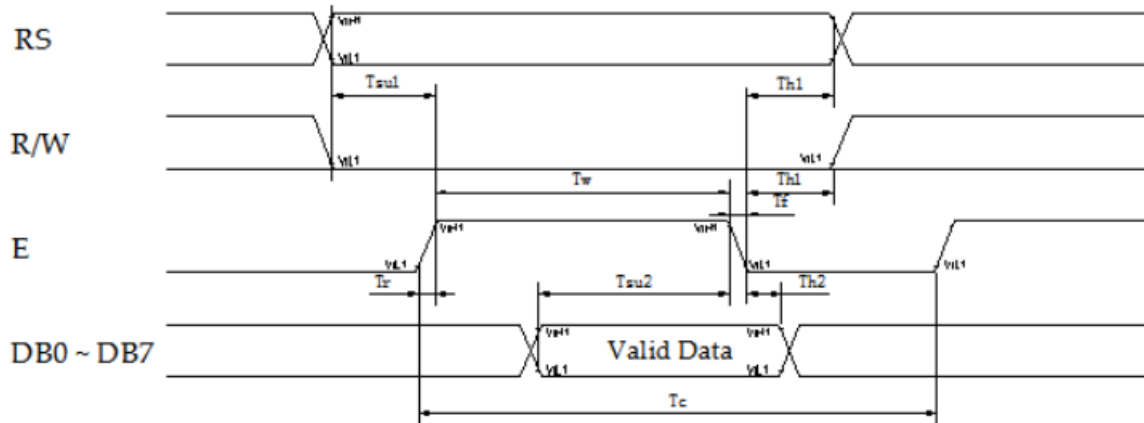 RS
VIH1
VIL1
Tsu1
Th1
R/W
VIL1
VIL1
Tw
Th1
Tf
E
VIH1
VIH1
VIL1
VIL1
VIL1
Tr
Tsu2
Th2
DB0 ~ DB7
VIH1
Valid Data
VIH1
VIL1
VIL1
Tc